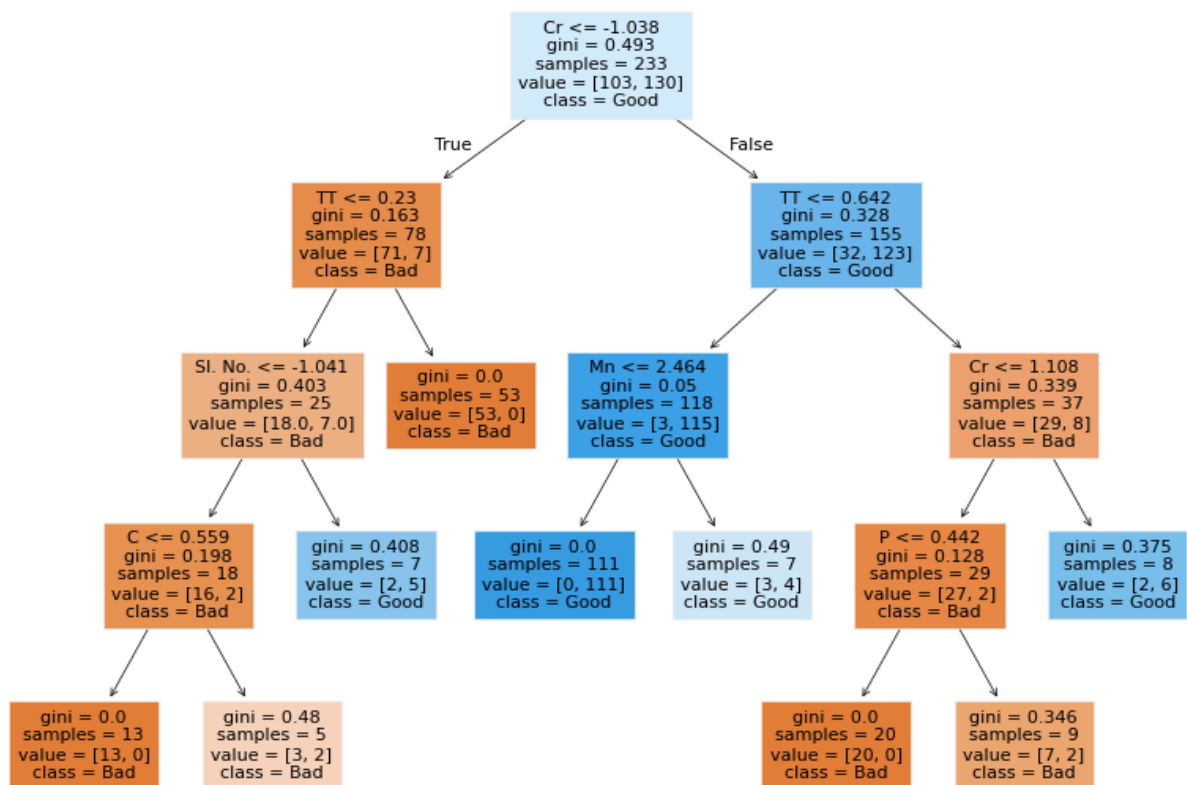 Cr <= -1.038
gini = 0.493
samples = 233
value = [103, 130]
class = Good
True
False
TT <= 0.23
gini = 0.163
samples = 78
value = [71, 7]
class = Bad
TT <= 0.642
gini = 0.328
samples = 155
value = [32, 123]
class = Good
Sl. No. <= -1.041
gini = 0.403
samples = 25
value = [18.0, 7.0]
class = Bad
gini = 0.0
samples = 53
value = [53, 0]
class = Bad
Mn <= 2.464
gini = 0.05
samples = 118
value = [3, 115]
class = Good
Cr <= 1.108
gini = 0.339
samples = 37
value = [29, 8]
class = Bad
C <= 0.559
gini = 0.198
samples = 18
value = [16, 2]
class = Bad
gini = 0.408
samples = 7
value = [2, 5]
class = Good
gini = 0.0
samples = 111
value = [0, 111]
class = Good
gini = 0.49
samples = 7
value = [3, 4]
class = Good
P <= 0.442
gini = 0.128
samples = 29
value = [27, 2]
class = Bad
gini = 0.375
samples = 8
value = [2, 6]
class = Good
gini = 0.0
samples = 13
value = [13, 0]
class = Bad
gini = 0.48
samples = 5
value = [3, 2]
class = Bad
gini = 0.0
samples = 20
value = [20, 0]
class = Bad
gini = 0.346
samples = 9
value = [7, 2]
class = Bad